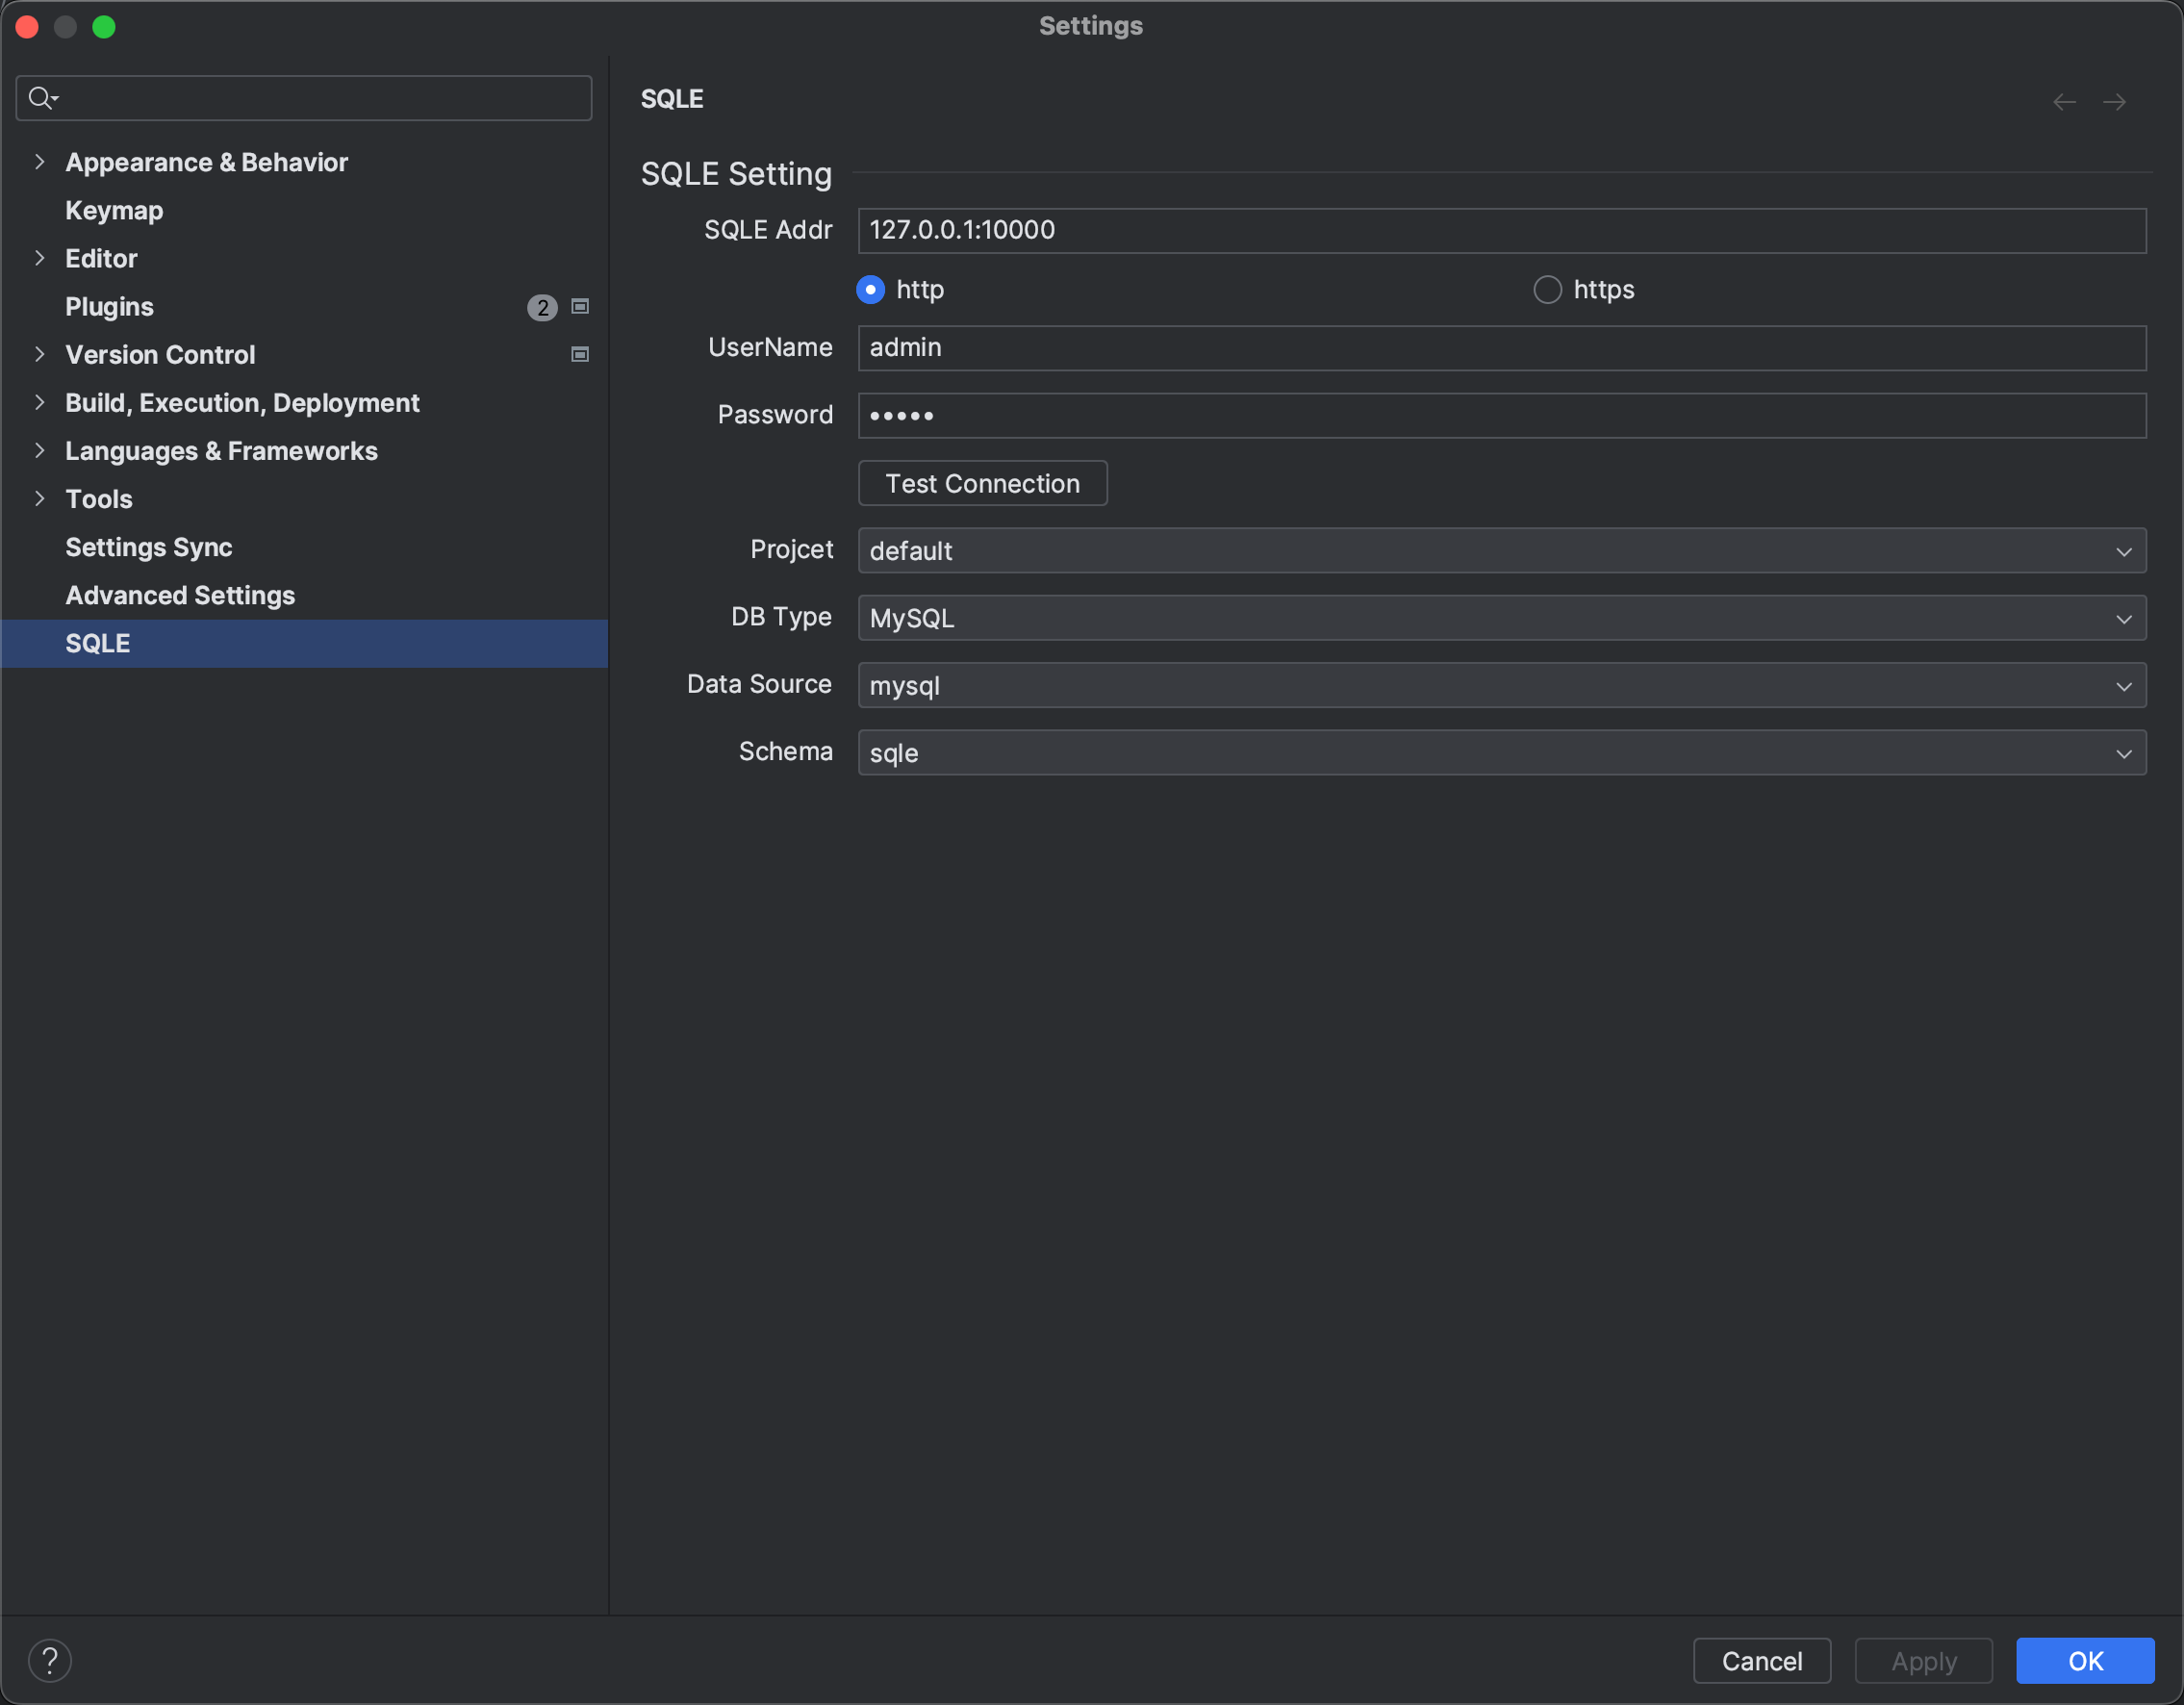 Settings
SQLE
Appearance & Behavior
Keymap
Editor
Plugins 2
Version Control
Build, Execution, Deployment
Languages & Frameworks
Tools
Settings Sync
Advanced Settings
SQLE
SQLE Setting
SQLE Addr 127.0.0.1:10000
http https
UserName admin
Password •••••
Test Connection
Projcet default
DB Type MySQL
Data Source mysql
Schema sqle
?
Cancel Apply OK